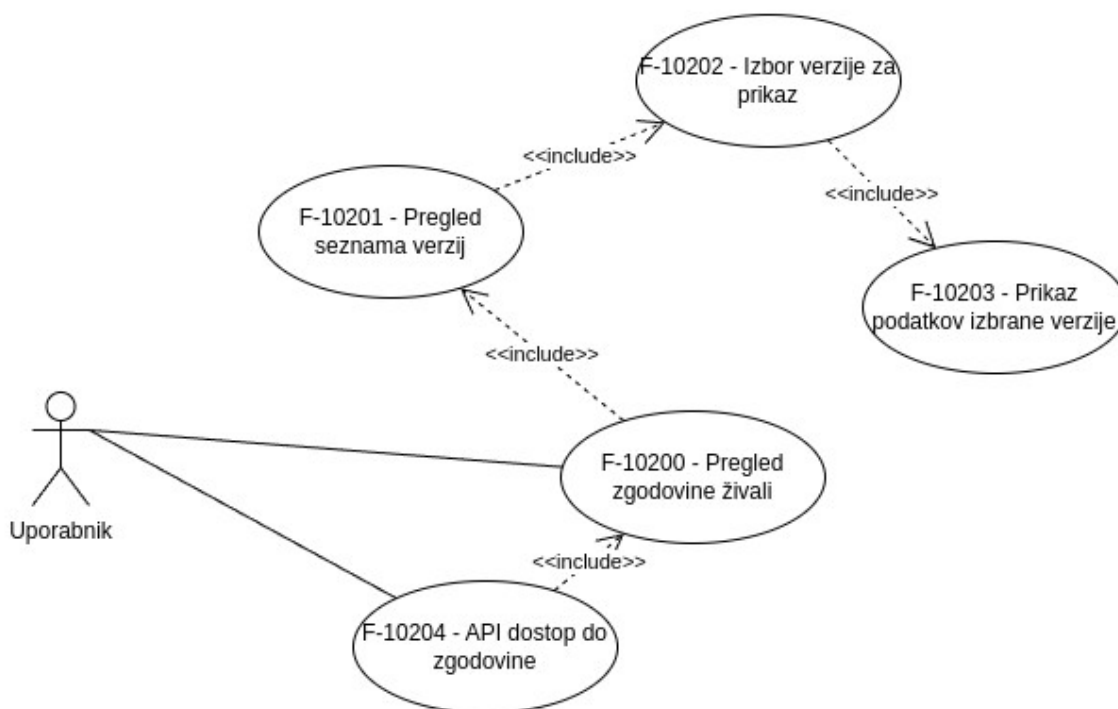 F-10202 - Izbor verzije za
prikaz
<<include>>
<<include>>
F-10201 - Pregled
seznama verzij
F-10203 - Prikaz
podatkov izbrane verzije
<<include>>
F-10200 - Pregled
zgodovine živali
Uporabnik
<<include>>
F-10204 - API dostop do
zgodovine